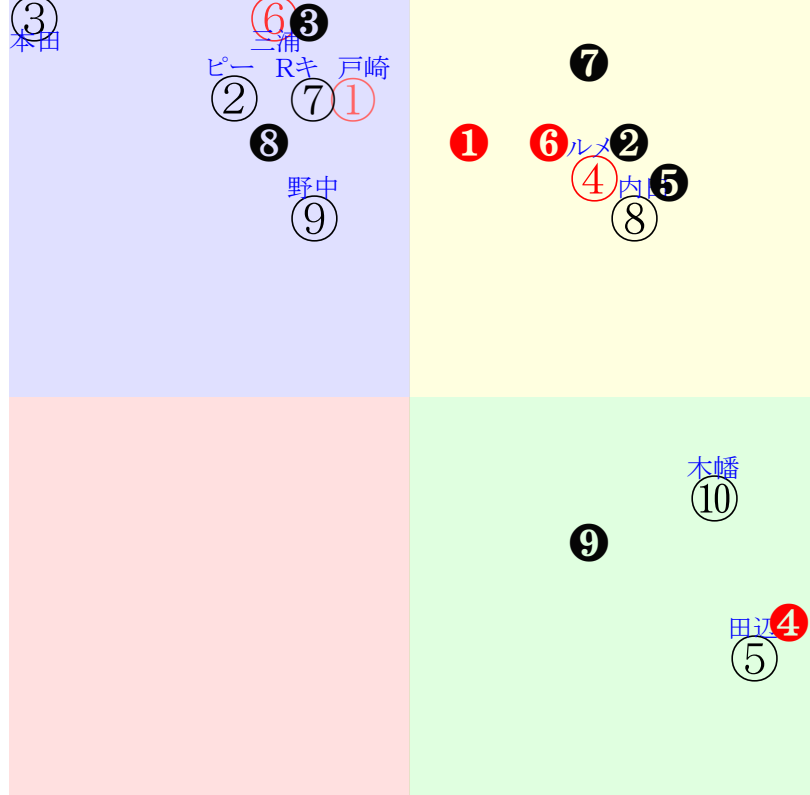 ③
⑥
❸
本田
三浦
ピー
Rキ
戸崎
❼
②
⑦
①
❽
❶
❻
ルメ
❷
④
野中
内田
❺
⑨
⑧
木幡
⑩
❾
田辺
❹
⑤